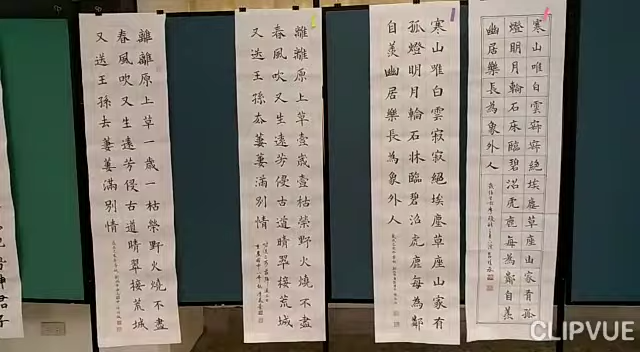 寒山唯白雲寂寂絕埃塵草座山家有孤
燈明月輪石床臨碧沼虎鹿每為鄰自羨
幽居樂長為象外人
寒山唯白雲寂寂絕埃塵草座山家有
孤燈明月輪石牀臨碧沼虎鹿每為鄰
自羨幽居樂長為象外人
離離原上草壹歲壹枯榮野火燒不盡
春風吹又生遠芳侵古道晴翠接荒城
又送王孫去萋萋滿別情
離離原上草一歲一枯榮野火燒不盡
春風吹又生遠芳侵古道晴翠接荒城
又送王孫去萋萋滿別情
君子
CLIPVUE